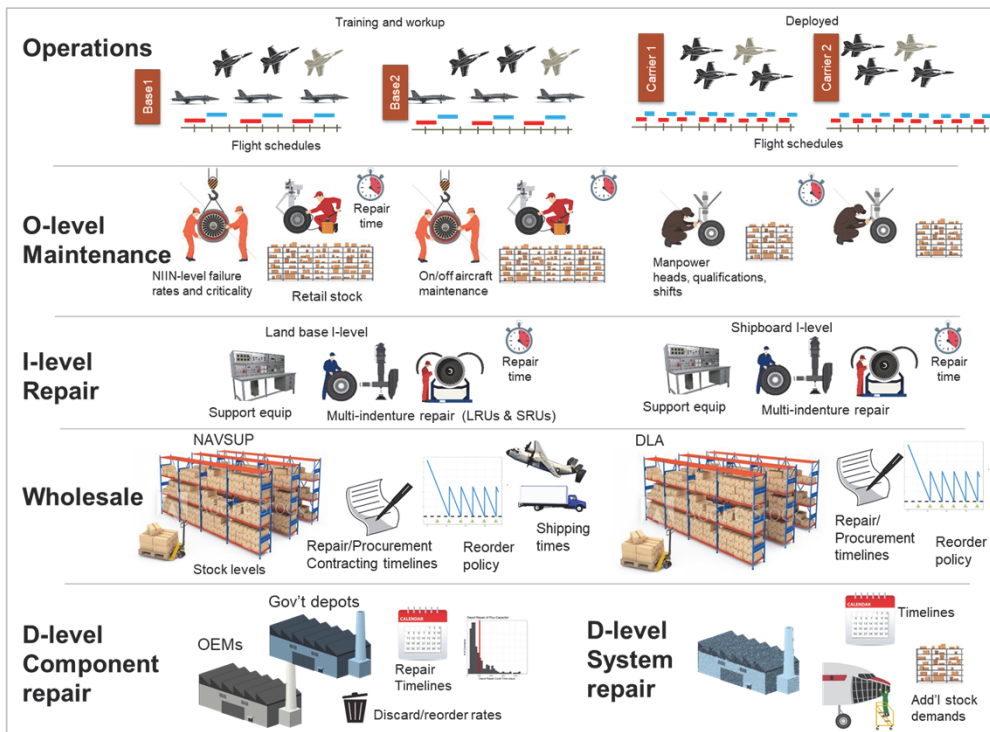 Training and workup
Deployed
Operations
Base1
Base2
Carrier 1
Carrier 2
Flight schedules
Flight schedules
O-level
Maintenance
Repair
time
NIIN-level failure
rates and criticality
Retail stock
On/off aircraft
maintenance
Manpower
heads, qualifications,
shifts
I-level
Repair
Land base I-level
Shipboard I-level
Repair
time
Repair
time
Support equip
Multi-indenture repair (LRUs & SRUs)
Support equip
Multi-indenture repair
Wholesale
NAVSUP
DLA
Stock levels
Repair/Procurement
Contracting timelines
Reorder
policy
Shipping
times
Repair/
Procurement
timelines
Reorder
policy
D-level
Component
repair
Gov't depots
OEMs
CALENDAR
Repair
Timelines
Discard/reorder rates
D-level
System
repair
CALENDAR
Timelines
Add'l stock
demands